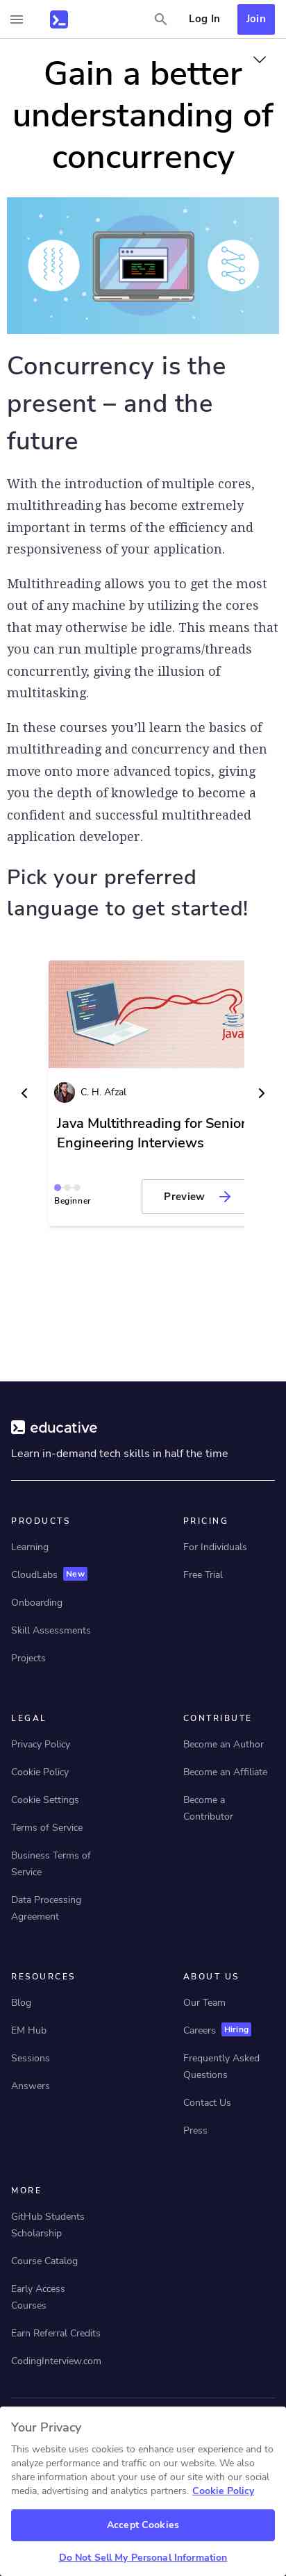 Log In
Join
Gain a better
understanding of
concurrency
Concurrency is the
present – and the
future
With the introduction of multiple cores,
multithreading has become extremely
important in terms of the efficiency and
responsiveness of your application.
Multithreading allows you to get the most
out of any machine by utilizing the cores
that may otherwise be idle. This means that
you can run multiple programs/threads
concurrently, giving the illusion of
multitasking.
In these courses you’ll learn the basics of
multithreading and concurrency and then
move onto more advanced topics, giving
you the depth of knowledge to become a
confident and successful multithreaded
application developer.
Pick your preferred
language to get started!
Java
C. H. Afzal
Java Multithreading for Senior
Engineering Interviews
Beginner
Preview
educative
Learn in-demand tech skills in half the time
PRODUCTS
Learning
CloudLabs New
Onboarding
Skill Assessments
Projects
PRICING
For Individuals
Free Trial
LEGAL
Privacy Policy
Cookie Policy
Cookie Settings
Terms of Service
Business Terms of
Service
Data Processing
Agreement
CONTRIBUTE
Become an Author
Become an Affiliate
Become a
Contributor
RESOURCES
Blog
EM Hub
Sessions
Answers
ABOUT US
Our Team
Careers Hiring
Frequently Asked
Questions
Contact Us
Press
MORE
GitHub Students
Scholarship
Course Catalog
Early Access
Courses
Earn Referral Credits
CodingInterview.com
Your Privacy
This website uses cookies to enhance user experience and to
analyze performance and traffic on our website. We also
share information about your use of our site with our social
media, advertising and analytics partners. Cookie Policy
Accept Cookies
Do Not Sell My Personal Information